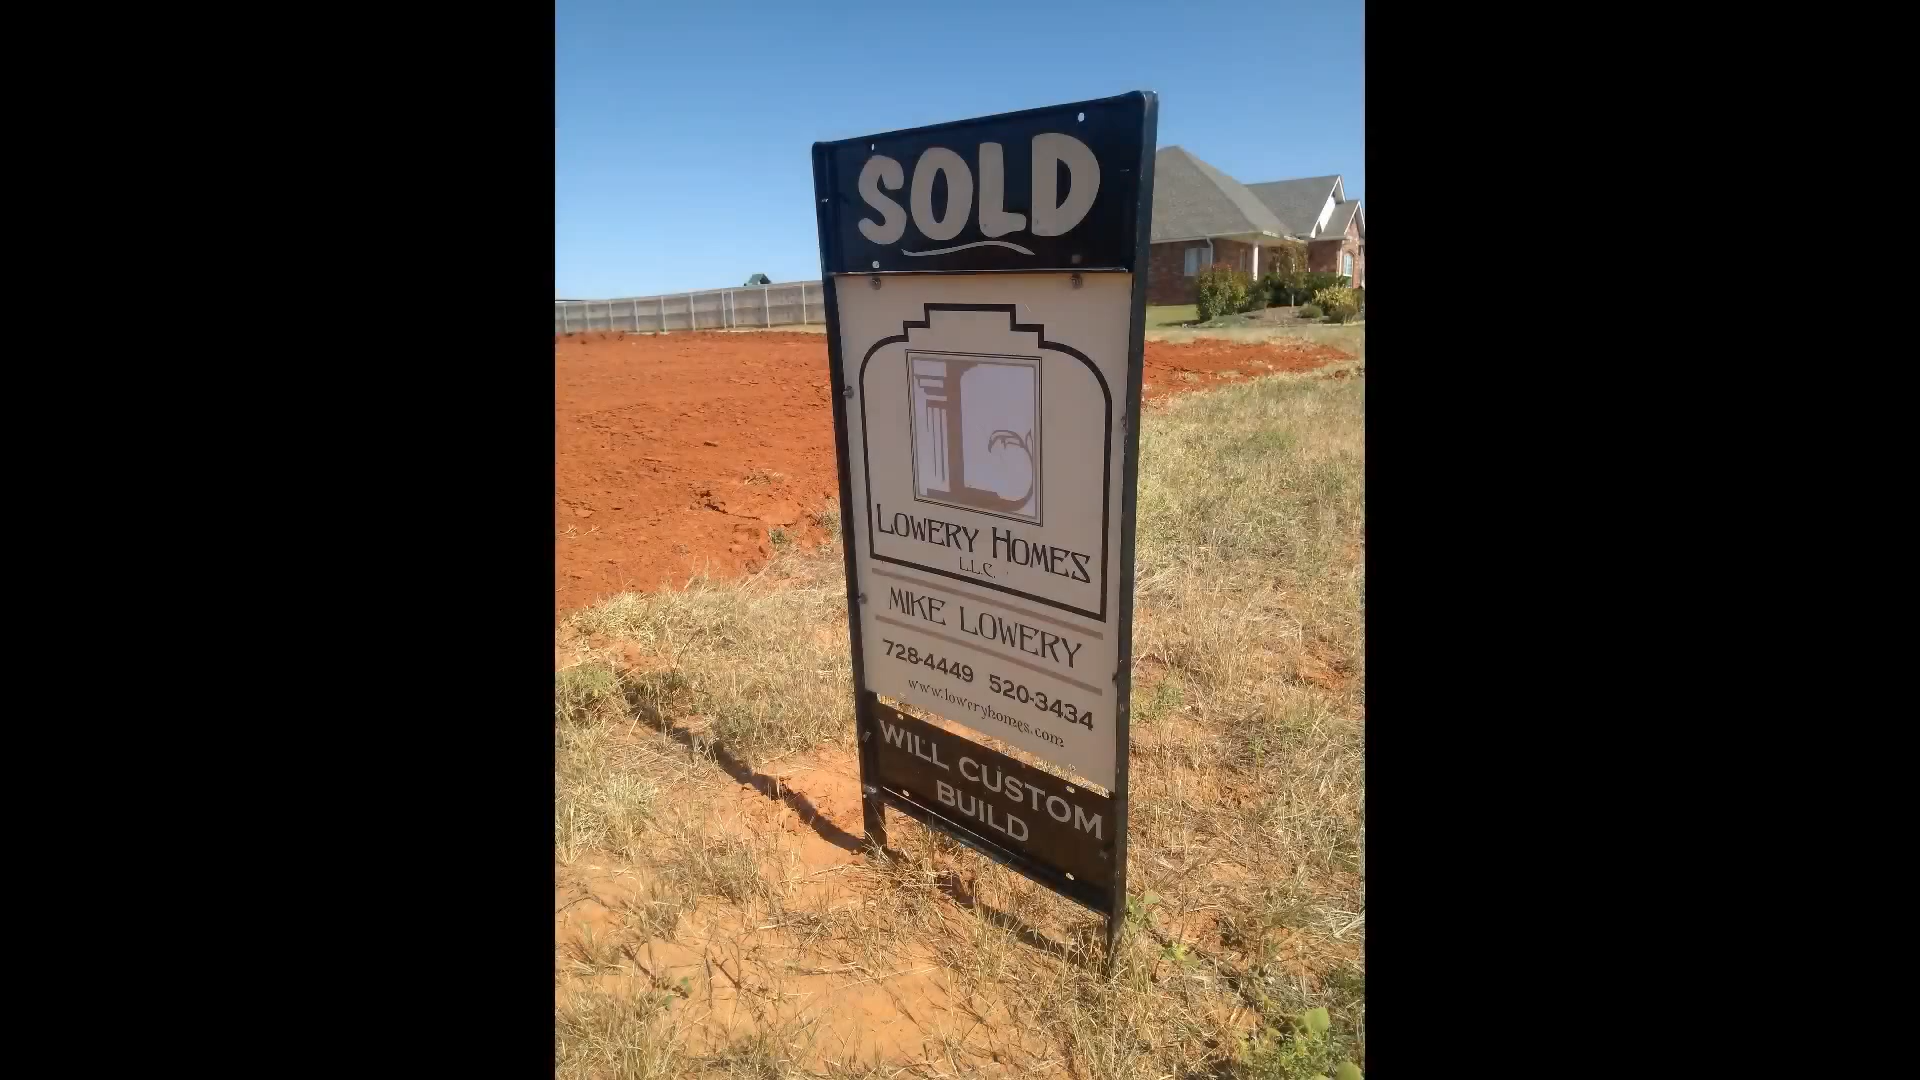 SOLD
L
LOWERY HOMES
L.L.C.
MIKE LOWERY
728-4449 520-3434
www.loweryhomes.com
WILL CUSTOM
BUILD